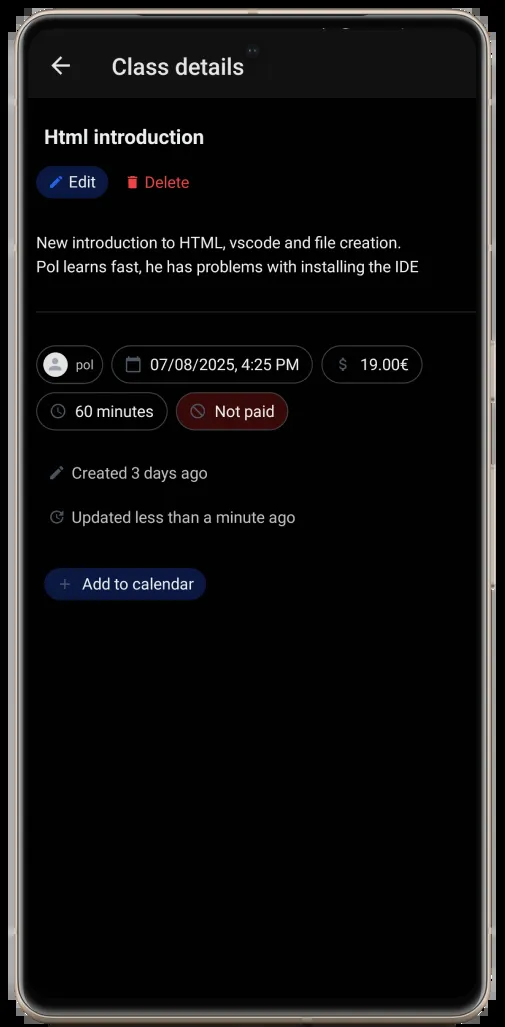 Class details
Html introduction
Edit
Delete
New introduction to HTML, vscode and file creation.
Pol learns fast, he has problems with installing the IDE
pol
07/08/2025, 4:25 PM
$ 19.00€
60 minutes
Not paid
Created 3 days ago
Updated less than a minute ago
+ Add to calendar